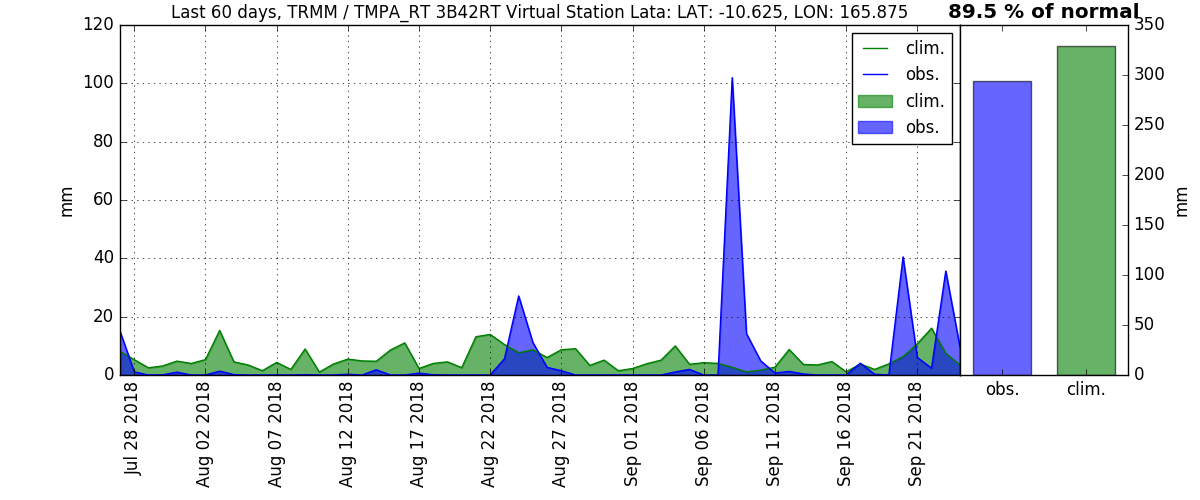 Last 60 days, TRMM / TMPA_RT 3B42RT Virtual Station Lata: LAT: -10.625, LON: 165.875
89.5 % of normal
120
100
80
60
40
20
0
mm
clim.
obs.
clim.
obs.
Jul 28 2018
Aug 02 2018
Aug 07 2018
Aug 12 2018
Aug 17 2018
Aug 22 2018
Aug 27 2018
Sep 01 2018
Sep 06 2018
Sep 11 2018
Sep 16 2018
Sep 21 2018
350
300
250
200
150
100
50
0
mm
obs.
clim.